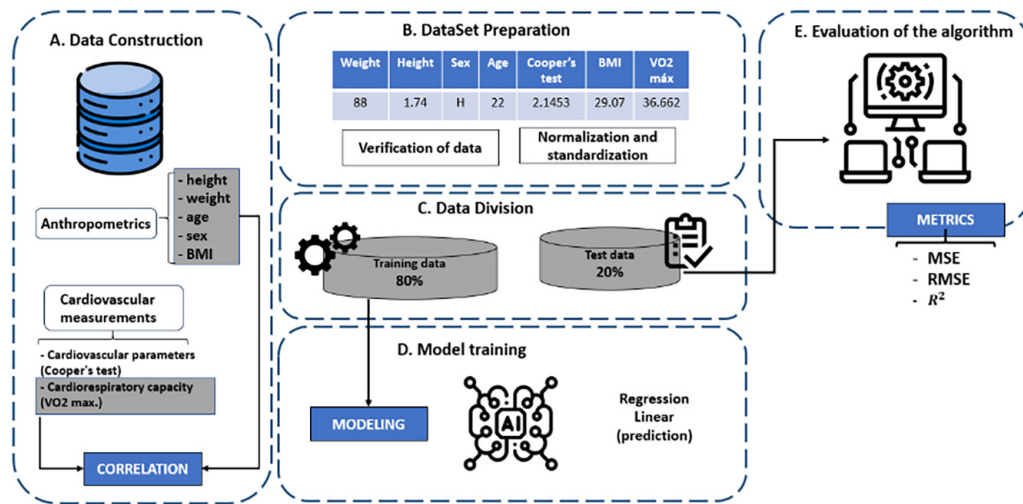 A. Data Construction
- height
- weight
- age
- sex
- BMI
Anthropometrics
Cardiovascular
measurements
- Cardiovascular parameters
(Cooper's test)
- Cardiorespiratory capacity
(VO2 max.)
CORRELATION
B. DataSet Preparation
Weight Height Sex Age Cooper's test BMI VO2 máx
88 1.74 H 22 2.1453 29.07 36.662
Verification of data
Normalization and
standardization
C. Data Division
Training data
80%
Test data
20%
D. Model training
MODELING
AI
Regression
Linear
(prediction)
E. Evaluation of the algorithm
METRICS
- MSE
- RMSE
- R²